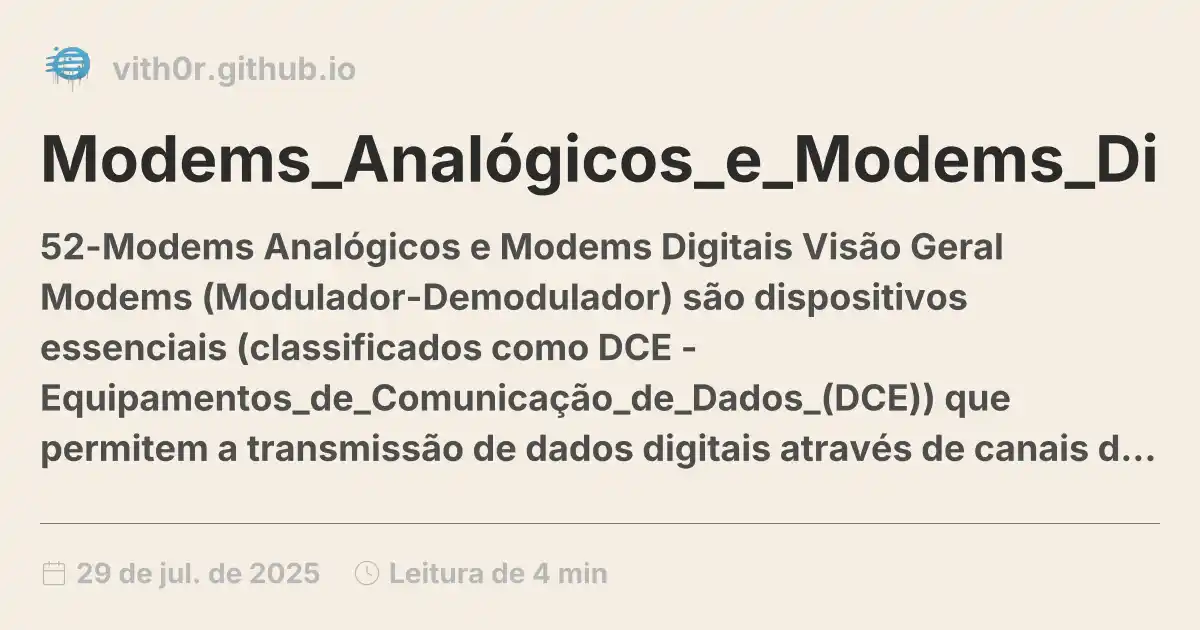 vith0r.github.io
Modems_Analógicos_e_Modems_Di
52-Modems Analógicos e Modems Digitais Visão Geral
Modems (Modulador-Demodulador) são dispositivos
essenciais (classificados como DCE -
Equipamentos_de_Comunicação_de_Dados_(DCE)) que
permitem a transmissão de dados digitais através de canais d...
29 de jul. de 2025
Leitura de 4 min